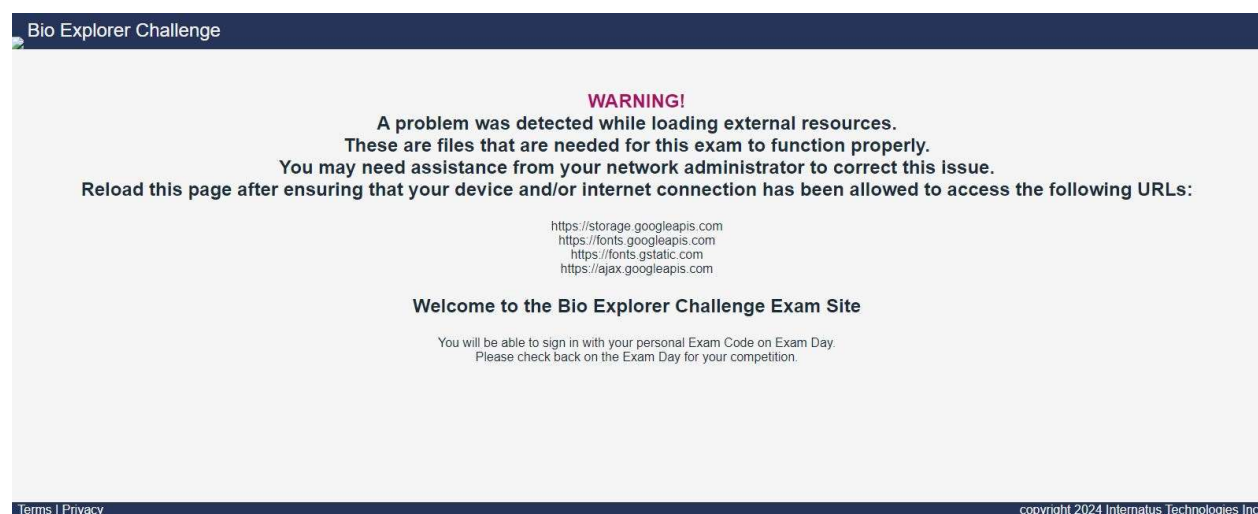 Bio Explorer Challenge
WARNING!
A problem was detected while loading external resources.
These are files that are needed for this exam to function properly.
You may need assistance from your network administrator to correct this issue.
Reload this page after ensuring that your device and/or internet connection has been allowed to access the following URLs:
https://storage.googleapis.com
https://fonts.googleapis.com
https://fonts.gstatic.com
https://ajax.googleapis.com
Welcome to the Bio Explorer Challenge Exam Site
You will be able to sign in with your personal Exam Code on Exam Day.
Please check back on the Exam Day for your competition.
Terms | Privacy
copyright 2024 Internatus Technologies Inc